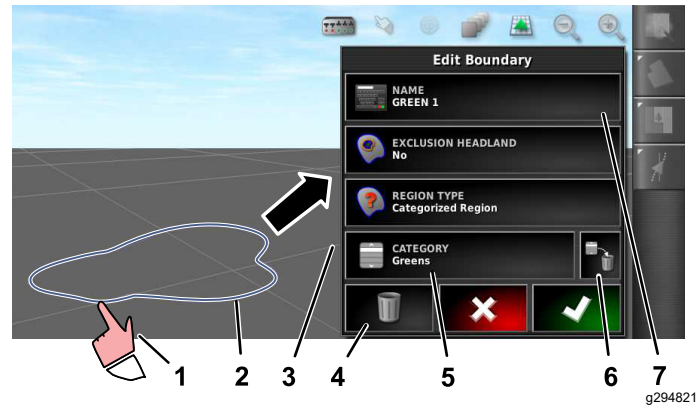 Edit Boundary
NAME
GREEN 1
EXCLUSION HEADLAND
No
REGION TYPE
Categorized Region
CATEGORY
Greens
1
2
3
4
5
6
7
g294821